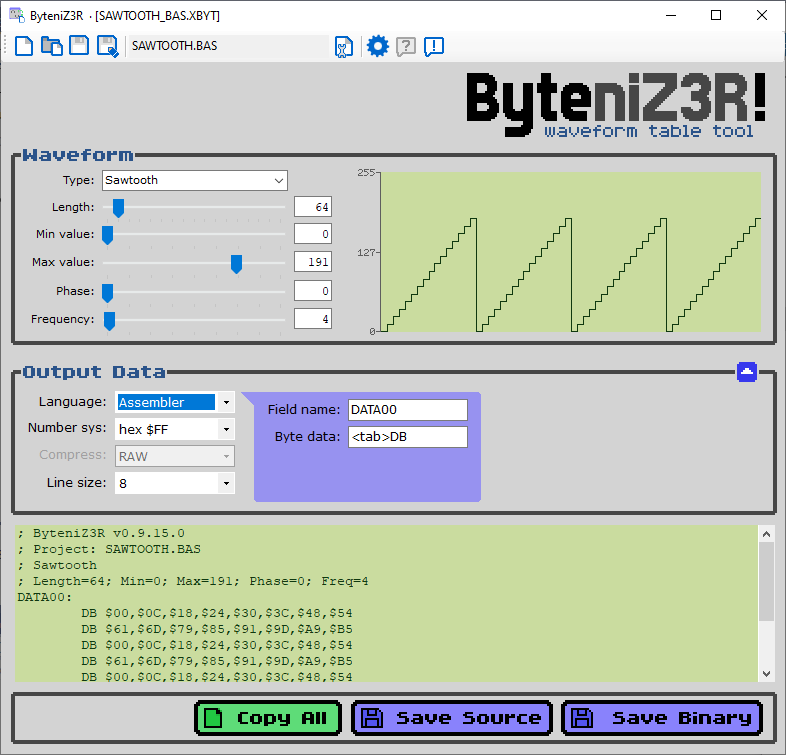 ByteniZ3R · [SAWTOOTH_BAS.XBYT]
SAWTOOTH.BAS
ByteniZ3R!
waveform table tool
Waveform
Type: Sawtooth
Length: 64
Min value: 0
Max value: 191
Phase: 0
Frequency: 4
255
127
0
Output Data
Language: Assembler
Number sys: hex $FF
Compress: RAW
Line size: 8
Field name: DATA00
Byte data: <tab>DB
; ByteniZ3R v0.9.15.0
; Project: SAWTOOTH.BAS
; Sawtooth
; Length=64; Min=0; Max=191; Phase=0; Freq=4
DATA00:
DB $00,$0C,$18,$24,$30,$3C,$48,$54
DB $61,$6D,$79,$85,$91,$9D,$A9,$B5
DB $00,$0C,$18,$24,$30,$3C,$48,$54
DB $61,$6D,$79,$85,$91,$9D,$A9,$B5
DB $00,$0C,$18,$24,$30,$3C,$48,$54
Copy All
Save Source
Save Binary